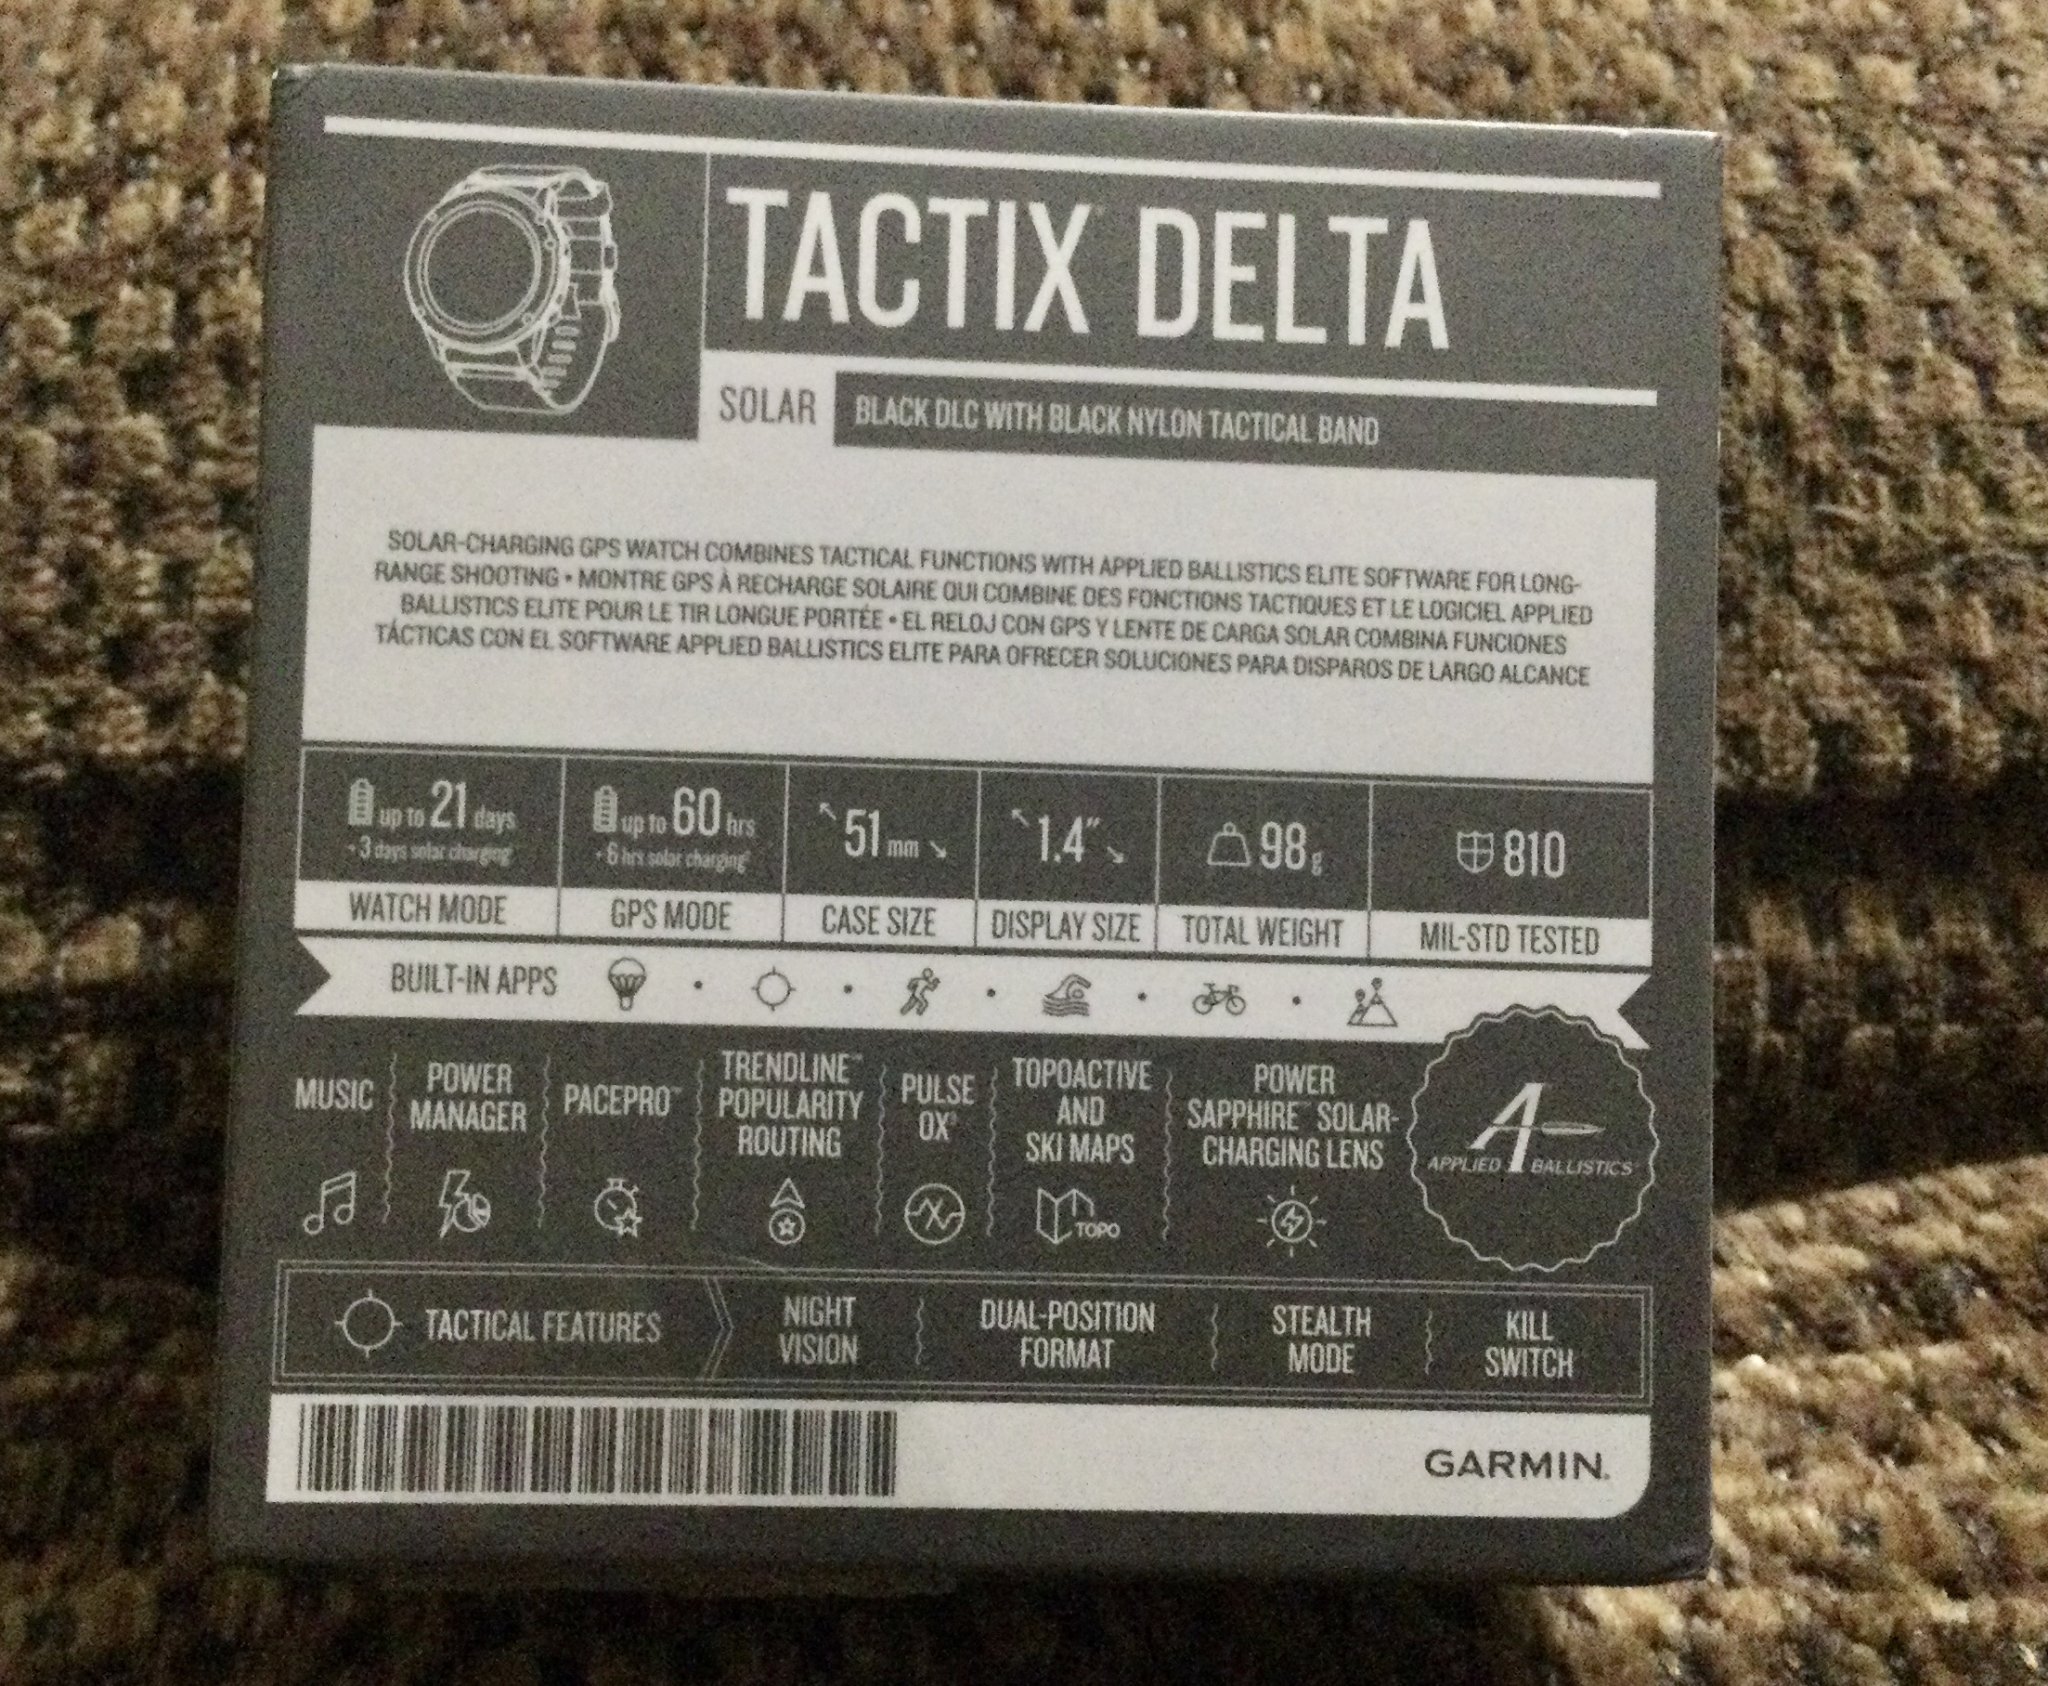 TACTIX™ DELTA
SOLAR
BLACK DLC WITH BLACK NYLON TACTICAL BAND
SOLAR-CHARGING GPS WATCH COMBINES TACTICAL FUNCTIONS WITH APPLIED BALLISTICS ELITE SOFTWARE FOR LONG-
RANGE SHOOTING • MONTRE GPS À RECHARGE SOLAIRE QUI COMBINE DES FONCTIONS TACTIQUES ET LE LOGICIEL APPLIED
BALLISTICS ELITE POUR LE TIR LONGUE PORTÉE • EL RELOJ CON GPS Y LENTE DE CARGA SOLAR COMBINA FUNCIONES
TÁCTICAS CON EL SOFTWARE APPLIED BALLISTICS ELITE PARA OFRECER SOLUCIONES PARA DISPAROS DE LARGO ALCANCE
up to 21 days
+ 3 days solar charging
WATCH MODE
up to 60 hrs
+ 6 hrs solar charging
GPS MODE
51 mm
CASE SIZE
1.4"
DISPLAY SIZE
98 g
TOTAL WEIGHT
810
MIL-STD TESTED
BUILT-IN APPS
MUSIC
POWER
MANAGER
PACEPRO™
TRENDLINE™
POPULARITY
ROUTING
PULSE
OX
TOPOACTIVE
AND
SKI MAPS
TOPO
POWER
SAPPHIRE™ SOLAR-
CHARGING LENS
A
APPLIED BALLISTICS
TACTICAL FEATURES
NIGHT
VISION
DUAL-POSITION
FORMAT
STEALTH
MODE
KILL
SWITCH
GARMIN.